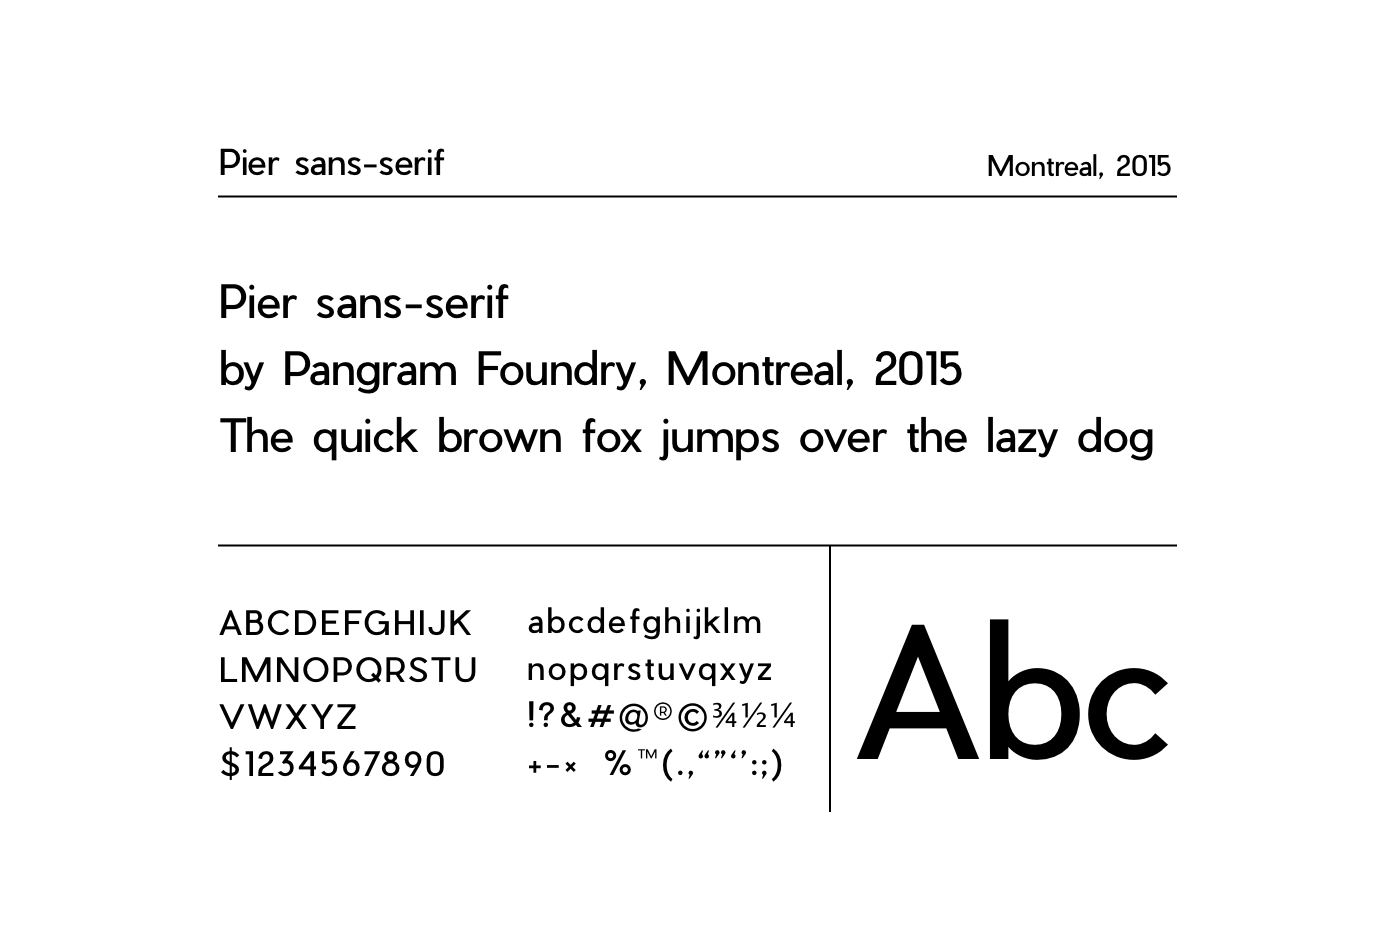 Pier sans-serif
Montreal, 2015
Pier sans-serif
by Pangram Foundry, Montreal, 2015
The quick brown fox jumps over the lazy dog
ABCDEFGHIJK
LMNOPQRSTU
VWXYZ
$1234567890
abcdefghijklm
nopqrstuvqxyz
!?&#@®©¾½¼
+-× %™(.,“”‘’:;)
Abc